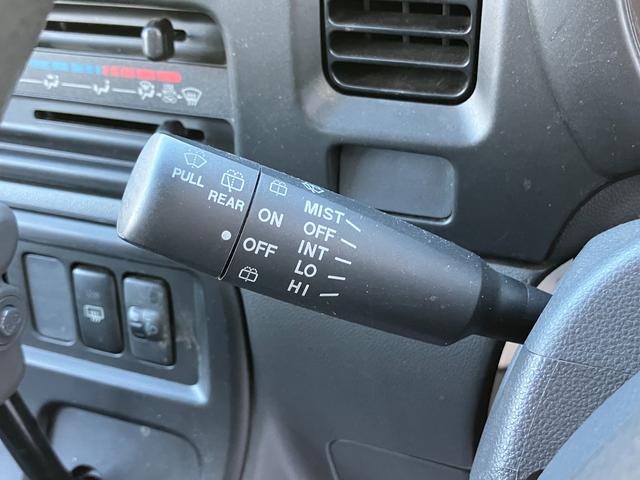 PULL
REAR
ON
OFF
MIST
OFF
INT
LO
HI